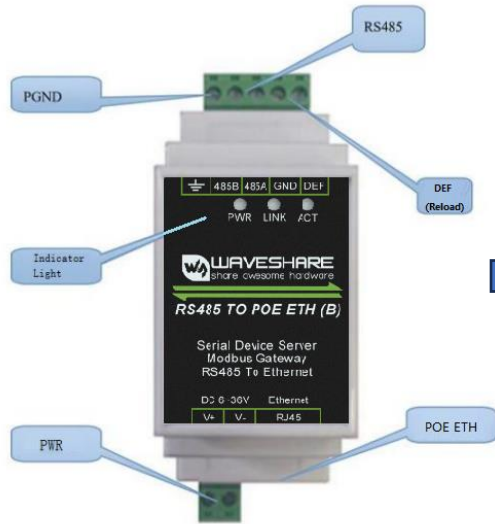 RS485
PGND
DEF
(Reload)
⏚ 485B 485A GND DEF
PWR LINK ACT
Indicator
Light
WAVESHARE
share awesome hardware
RS485 TO POE ETH (B)
Serial Device Server
Modbus Gateway
RS485 To Ethernet
DC 6~36V Ethernet
V+ V- RJ45
PWR
POE ETH